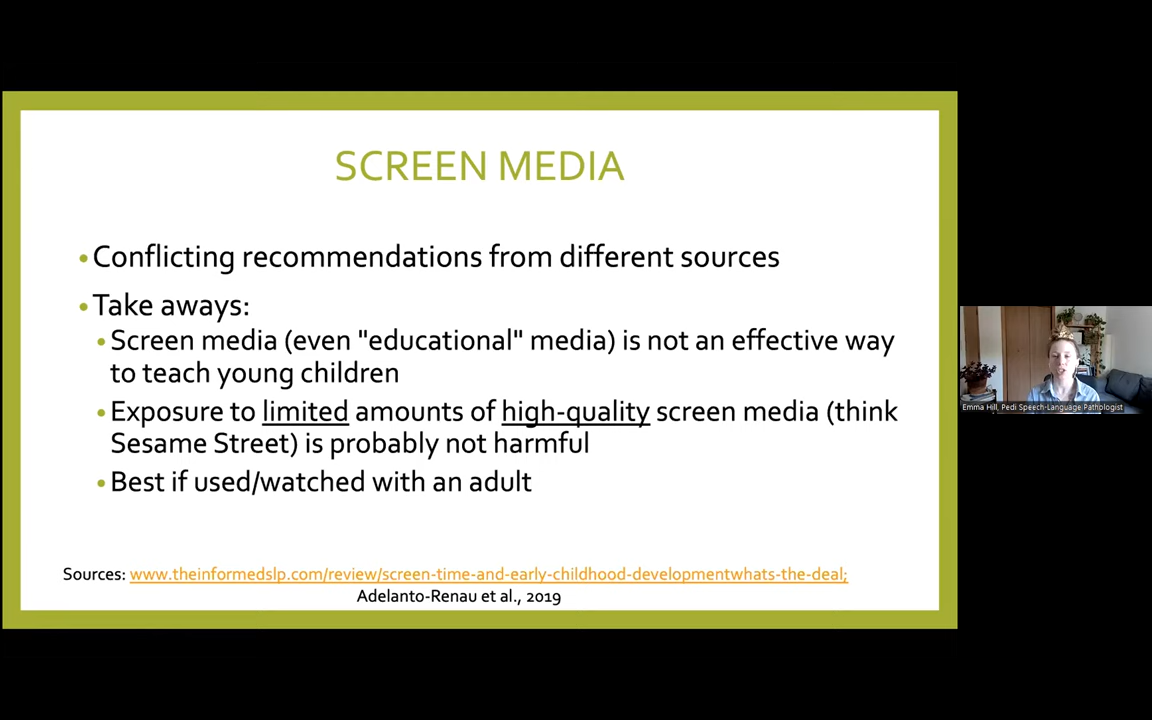 SCREEN MEDIA
•Conflicting recommendations from different sources
•Take aways:
•Screen media (even "educational" media) is not an effective way
to teach young children
•Exposure to limited amounts of high-quality screen media (think
Sesame Street) is probably not harmful
•Best if used/watched with an adult
Sources: www.theinformedslp.com/review/screen-time-and-early-childhood-developmentwhats-the-deal;
Adelanto-Renau et al., 2019
Emma Hill, Pedi Speech-Language Pathologist